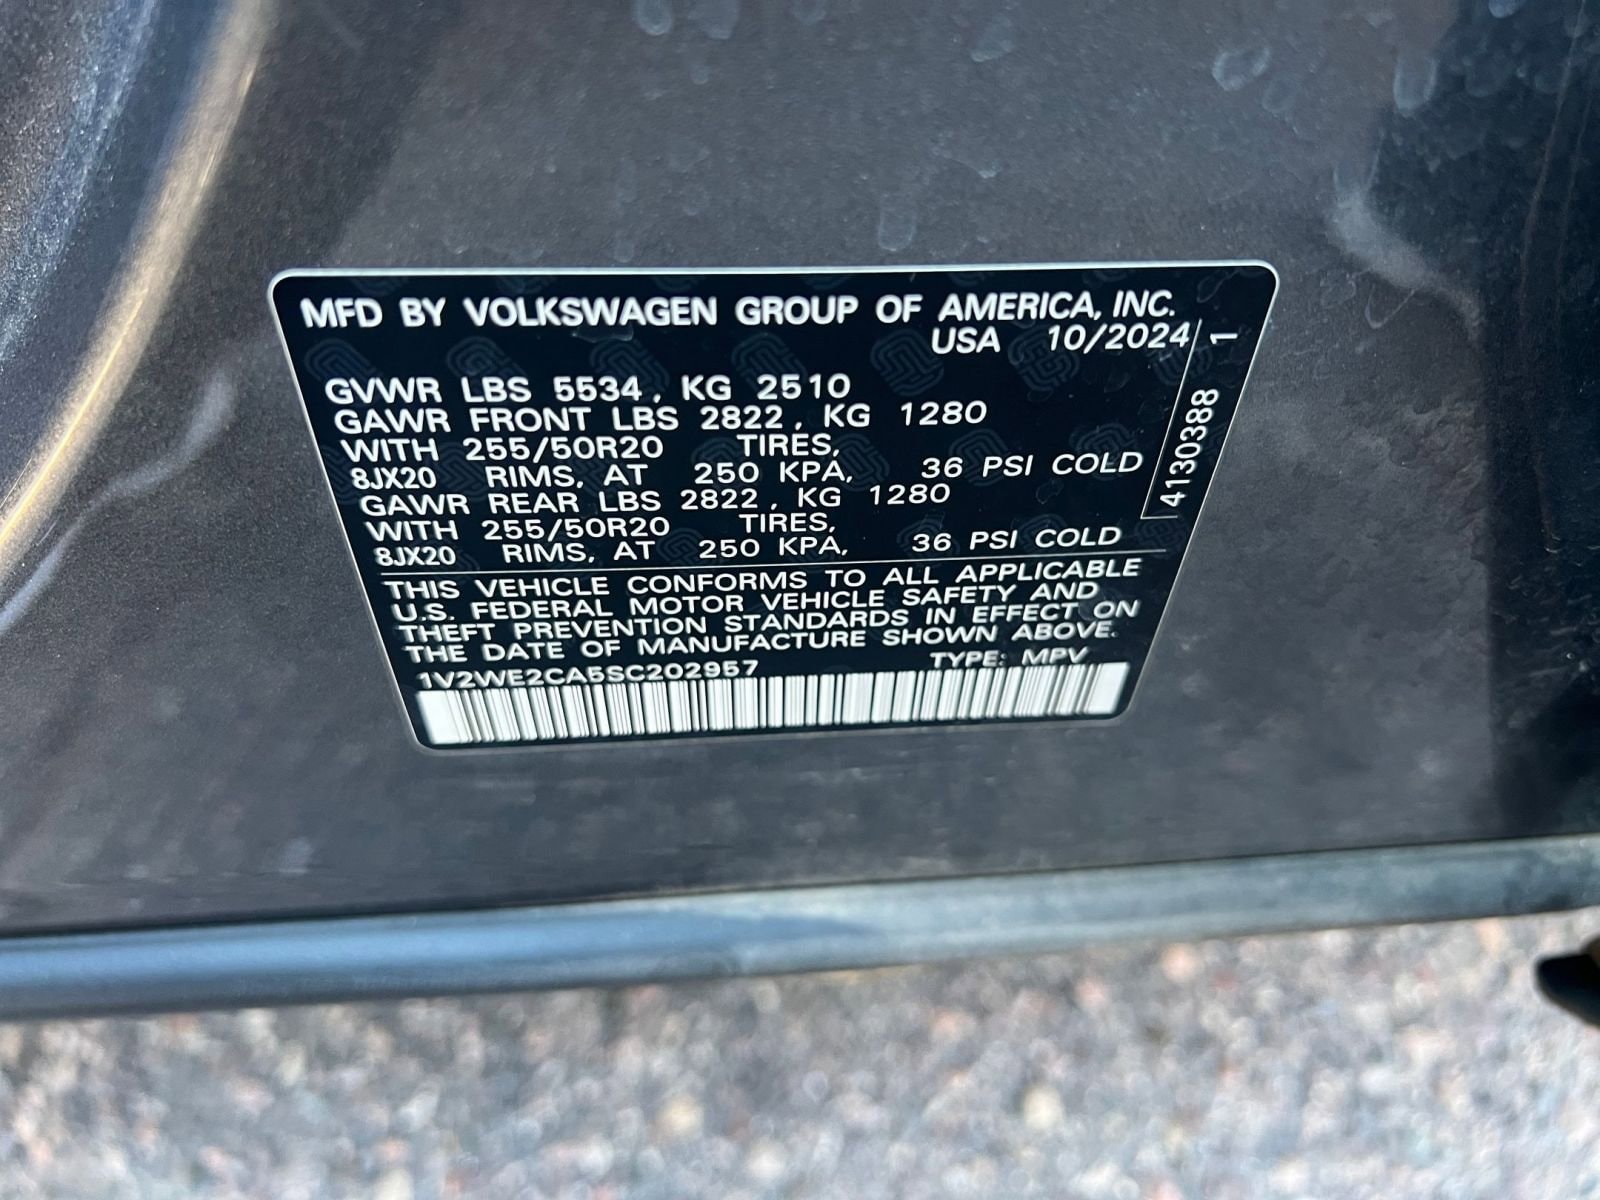 MFD BY VOLKSWAGEN GROUP OF AMERICA, INC.
USA 10/2024
GVWR LBS 5534, KG 2510
GAWR FRONT LBS 2822, KG 1280
WITH 255/50R20 TIRES,
8JX20 RIMS, AT 250 KPA, 36 PSI COLD
GAWR REAR LBS 2822, KG 1280
WITH 255/50R20 TIRES,
8JX20 RIMS, AT 250 KPA, 36 PSI COLD
THIS VEHICLE CONFORMS TO ALL APPLICABLE
U.S. FEDERAL MOTOR VEHICLE SAFETY AND
THEFT PREVENTION STANDARDS IN EFFECT ON
THE DATE OF MANUFACTURE SHOWN ABOVE.
1V2WE2CA5SC202957 TYPE: MPV
4130388 1